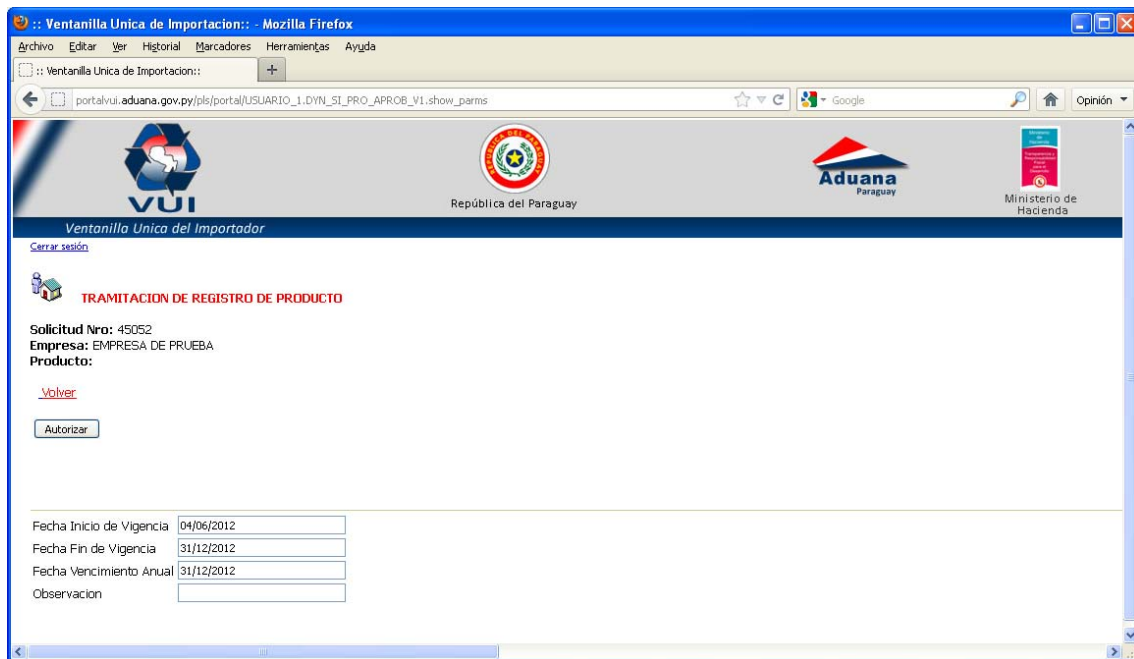 :: Ventanilla Unica de Importacion:: - Mozilla Firefox
Archivo Editar Ver Historial Marcadores Herramientas Ayuda
:: Ventanilla Unica de Importacion:: +
portalvui.aduana.gov.py/pls/portal/USUARIO_1.DYN_SI_PRO_APROB_V1.show_parms Google Opinión
VUI
República del Paraguay
Aduana
Paraguay
Ministerio de
Hacienda
Ventanilla Unica del Importador
Cerrar sesión
TRAMITACION DE REGISTRO DE PRODUCTO
Solicitud Nro: 45052
Empresa: EMPRESA DE PRUEBA
Producto:
Volver
Autorizar
Fecha Inicio de Vigencia 04/06/2012
Fecha Fin de Vigencia 31/12/2012
Fecha Vencimiento Anual 31/12/2012
Observacion